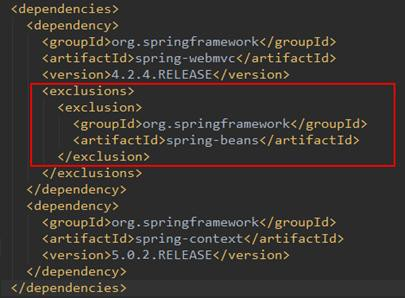 <dependencies>
<dependency>
<groupId>org.springframework</groupId>
<artifactId>spring-webmvc</artifactId>
<version>4.2.4.RELEASE</version>
<exclusions>
<exclusion>
<groupId>org.springframework</groupId>
<artifactId>spring-beans</artifactId>
</exclusion>
</exclusions>
</dependency>
<dependency>
<groupId>org.springframework</groupId>
<artifactId>spring-context</artifactId>
<version>5.0.2.RELEASE</version>
</dependency>
</dependencies>